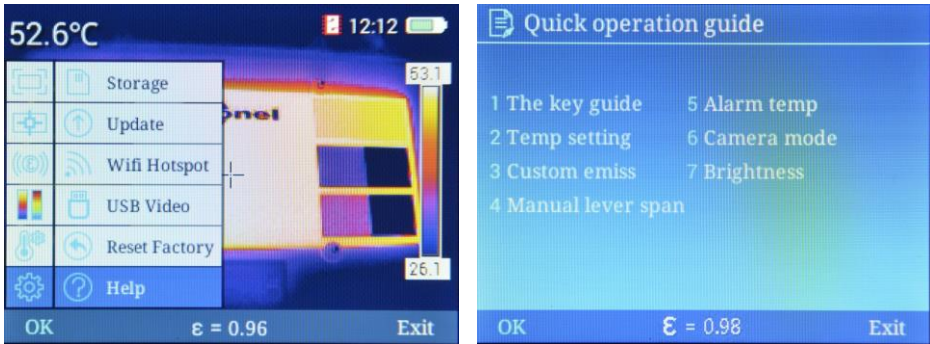 52.6°C
12:12
53.1
Storage
Update
nel
Wifi Hotspot
USB Video
Reset Factory
26.1
Help
OK
ε = 0.96
Exit
Quick operation guide
1 The key guide
5 Alarm temp
2 Temp setting
6 Camera mode
3 Custom emiss
7 Brightness
4 Manual lever span
OK
ε = 0.98
Exit